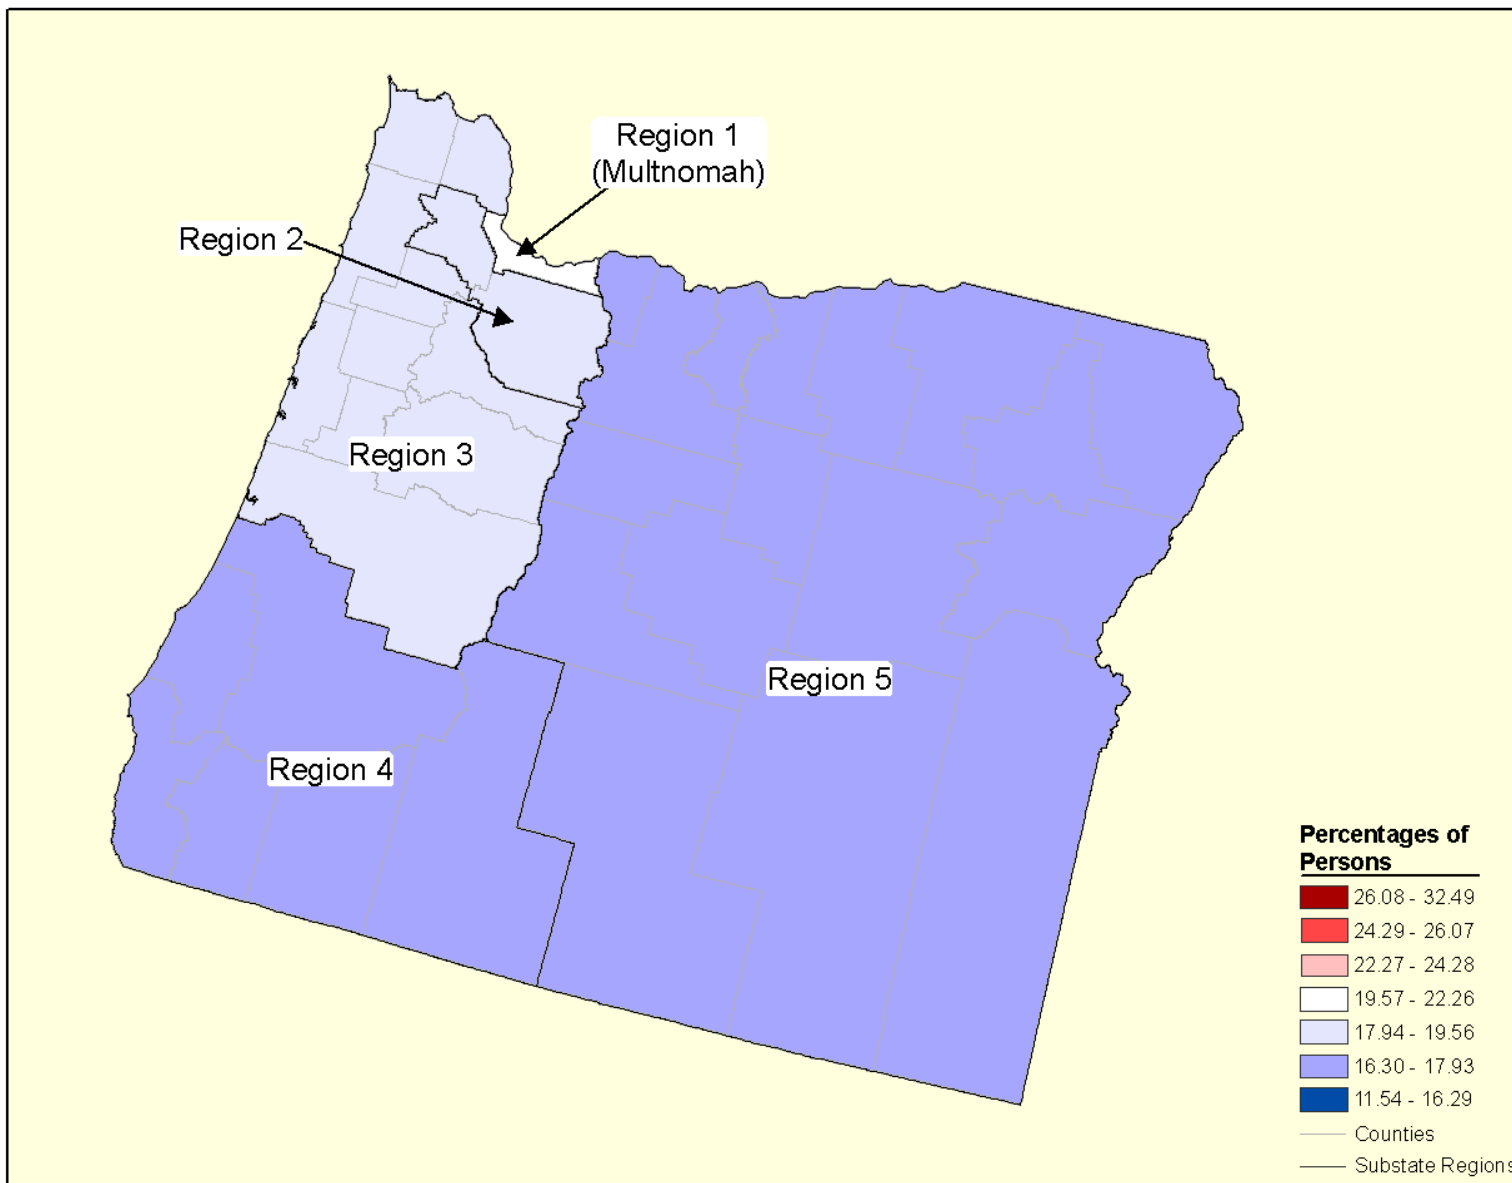 Region 1
(Multnomah)
Region 2
Region 3
Region 5
Region 4
Percentages of
Persons
26.08 - 32.49
24.29 - 26.07
22.27 - 24.28
19.57 - 22.26
17.94 - 19.56
16.30 - 17.93
11.54 - 16.29
Counties
Substate Regions